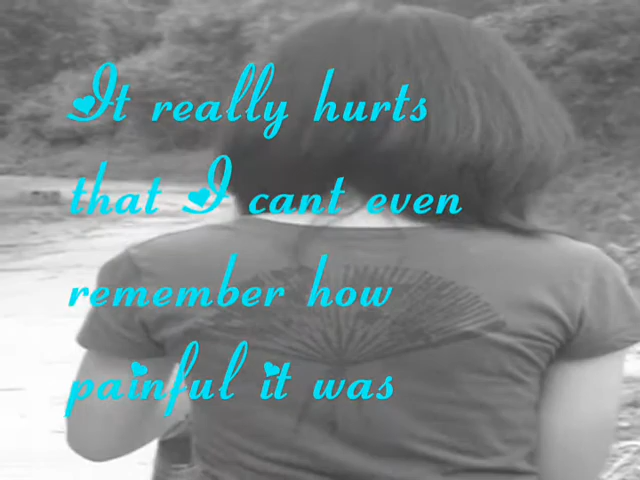 It really hurts
that I cant even
remember how
painful it was